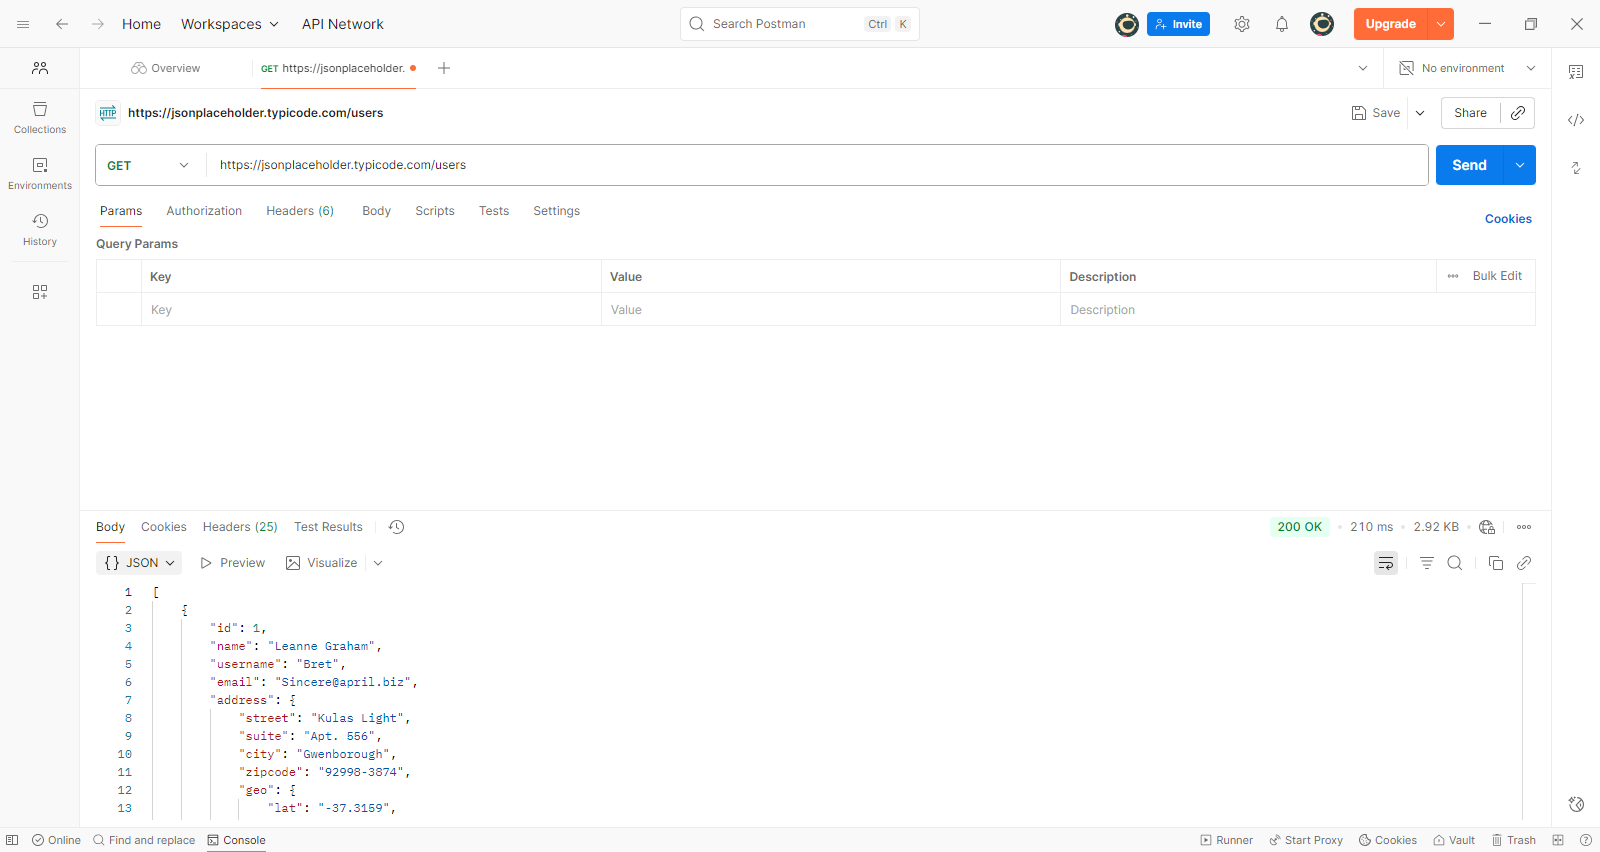 Home Workspaces API Network Search Postman Ctrl K Invite Upgrade
Overview GET https://jsonplaceholder. No environment
Collections
Environments
History
HTTP https://jsonplaceholder.typicode.com/users Save Share
GET https://jsonplaceholder.typicode.com/users Send
Params Authorization Headers (6) Body Scripts Tests Settings Cookies
Query Params
Key Value Description Bulk Edit
Key Value Description
Body Cookies Headers (25) Test Results 200 OK 210 ms 2.92 KB
{} JSON Preview Visualize
1 [
2 {
3 "id": 1,
4 "name": "Leanne Graham",
5 "username": "Bret",
6 "email": "Sincere@april.biz",
7 "address": {
8 "street": "Kulas Light",
9 "suite": "Apt. 556",
10 "city": "Gwenborough",
11 "zipcode": "92998-3874",
12 "geo": {
13 "lat": "-37.3159",
Online Find and replace Console Runner Start Proxy Cookies Vault Trash